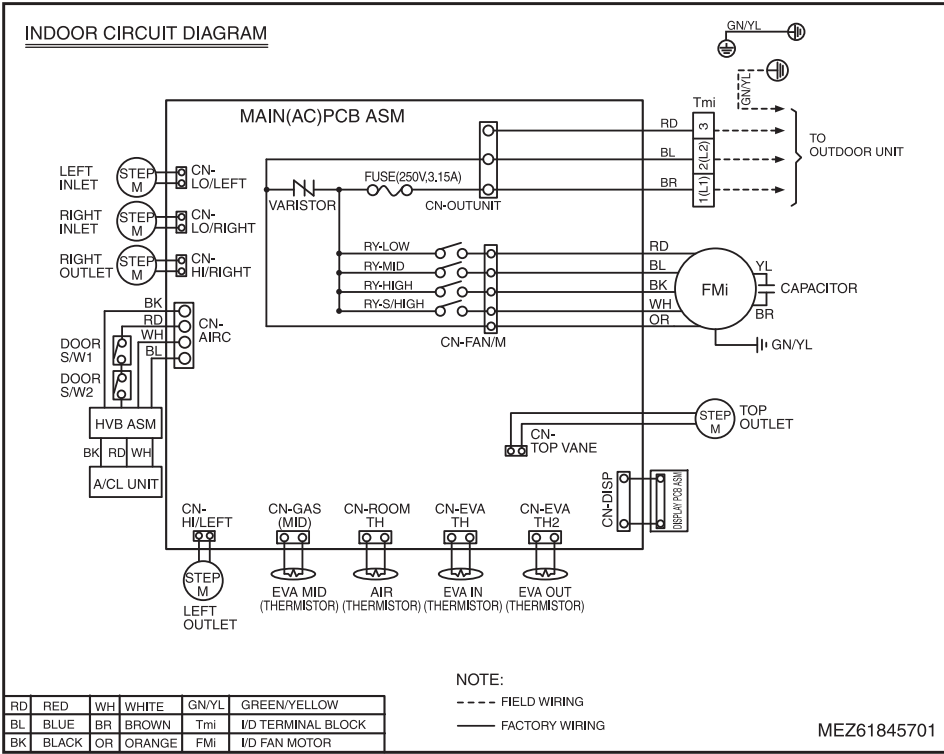 INDOOR CIRCUIT DIAGRAM
GN/YL
GN/YL
MAIN(AC)PCB ASM
Tmi
RD
3
BL
2(L2)
BR
1(L1)
TO
OUTDOOR UNIT
LEFT
INLET
STEP
M
CN-
LO/LEFT
FUSE(250V,3.15A)
VARISTOR
CN-OUTUNIT
RIGHT
INLET
STEP
M
CN-
LO/RIGHT
RIGHT
OUTLET
STEP
M
CN-
HI/RIGHT
RY-LOW
RY-MID
RY-HIGH
RY-S/HIGH
RD
BL
BK
WH
OR
CN-FAN/M
FMi
YL
CAPACITOR
BR
GN/YL
BK
RD
WH
BL
CN-
AIRC
DOOR
S/W1
DOOR
S/W2
HVB ASM
BK RD WH
A/CL UNIT
STEP
M
TOP
OUTLET
CN-
TOP VANE
CN-DISP
DISPLAY PCB ASM
CN-
HI/LEFT
CN-GAS
(MID)
CN-ROOM
TH
CN-EVA
TH
CN-EVA
TH2
STEP
M
LEFT
OUTLET
EVA MID
(THERMISTOR)
AIR
(THERMISTOR)
EVA IN
(THERMISTOR)
EVA OUT
(THERMISTOR)
NOTE:
FIELD WIRING
FACTORY WIRING
RD RED WH WHITE GN/YL GREEN/YELLOW
BL BLUE BR BROWN Tmi I/D TERMINAL BLOCK
BK BLACK OR ORANGE FMi I/D FAN MOTOR
MEZ61845701